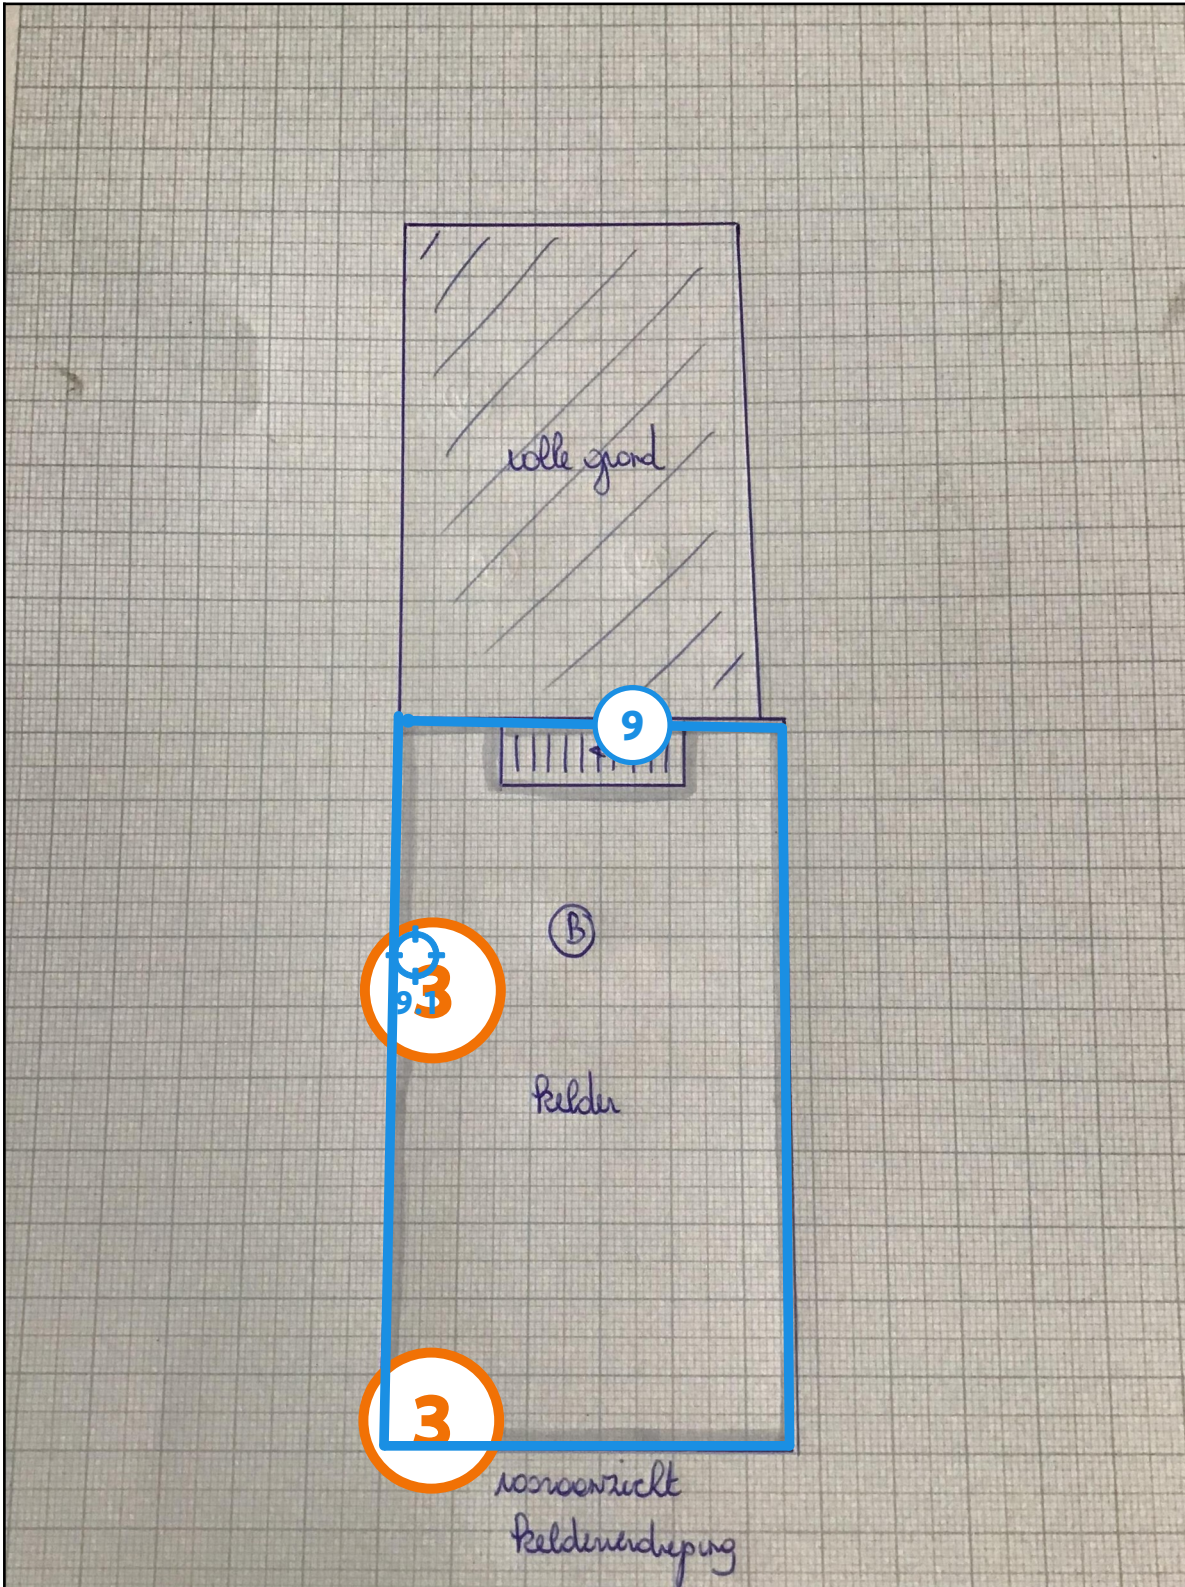 volle grond
9
B
3
9.1
kelder
3
vooraanzicht
kelderverdieping